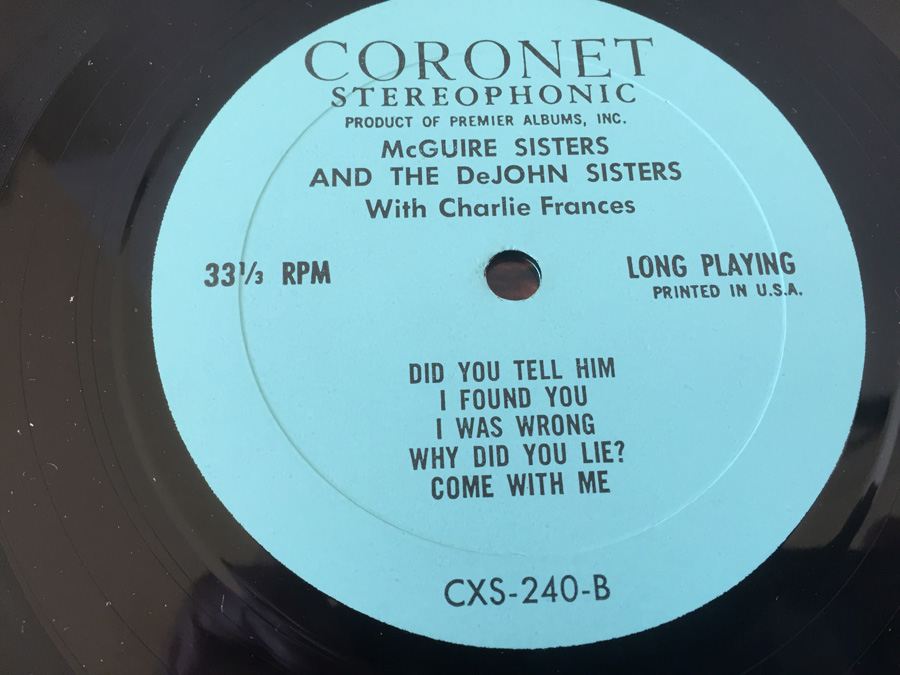 CORONET
STEREOPHONIC
PRODUCT OF PREMIER ALBUMS, INC.
McGUIRE SISTERS
AND THE DeJOHN SISTERS
With Charlie Frances
33⅓ RPM
LONG PLAYING
PRINTED IN U.S.A.
DID YOU TELL HIM
I FOUND YOU
I WAS WRONG
WHY DID YOU LIE?
COME WITH ME
CXS-240-B